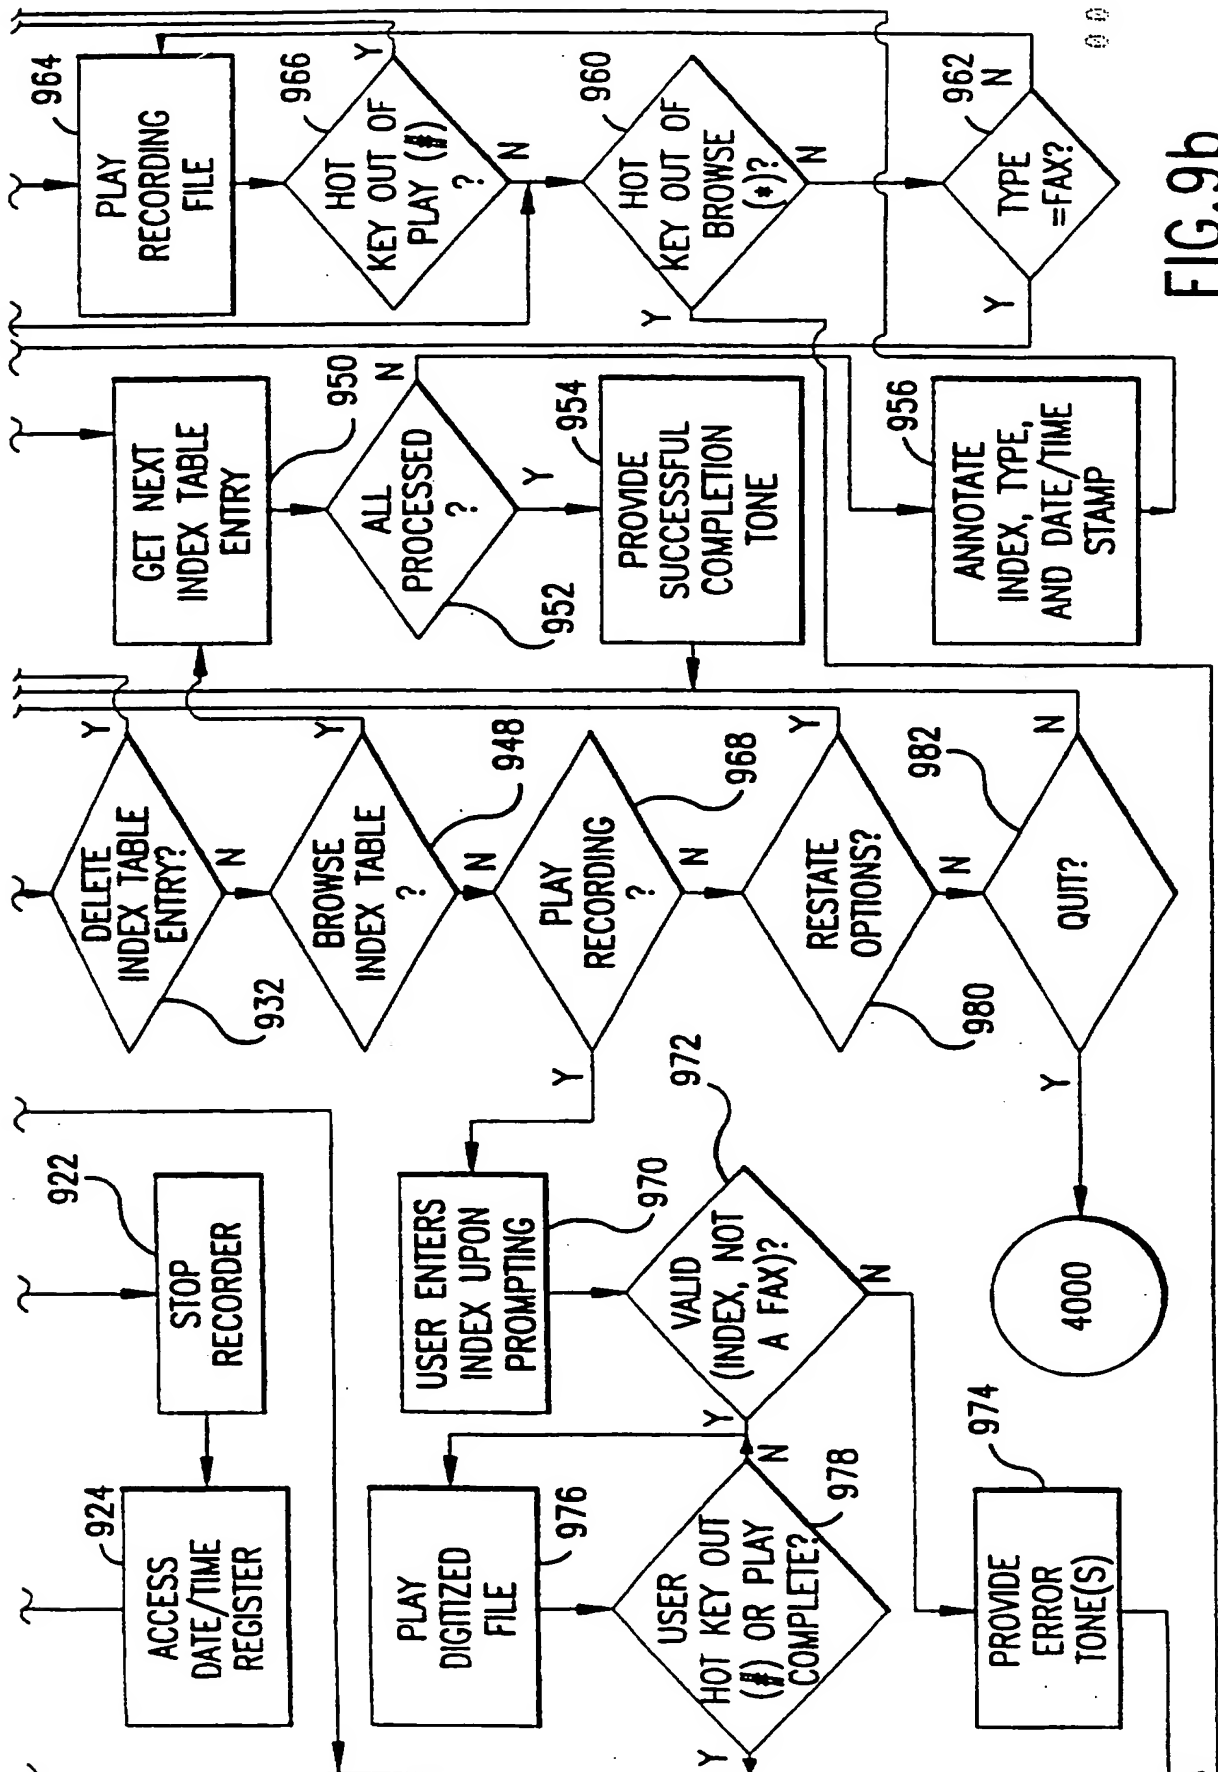 924
ACCESS
DATE/TIME
REGISTER
922
STOP
RECORDER
DELETE
INDEX TABLE
ENTRY?
932
Y
N
GET NEXT
INDEX TABLE
ENTRY
950
PLAY
RECORDING
FILE
964
PLAY
DIGITIZED
FILE
976
USER ENTERS
INDEX UPON
PROMPTING
970
BROWSE
INDEX TABLE
?
948
Y
N
ALL
PROCESSED
?
952
N
Y
HOT
KEY OUT OF
PLAY (#)
?
966
Y
N
USER
HOT KEY OUT
(#) OR PLAY
COMPLETE?
978
Y
N
VALID
(INDEX, NOT
A FAX)?
972
Y
N
PLAY
RECORDING
?
968
Y
N
PROVIDE
SUCCESSFUL
COMPLETION
TONE
954
HOT
KEY OUT OF
BROWSE
(*)?
960
Y
N
RESTATE
OPTIONS?
980
Y
N
PROVIDE
ERROR
TONE(S)
974
4000
QUIT?
982
Y
N
ANNOTATE
INDEX, TYPE,
AND DATE/TIME
STAMP
956
TYPE
=FAX?
962
Y
N
FIG.9b